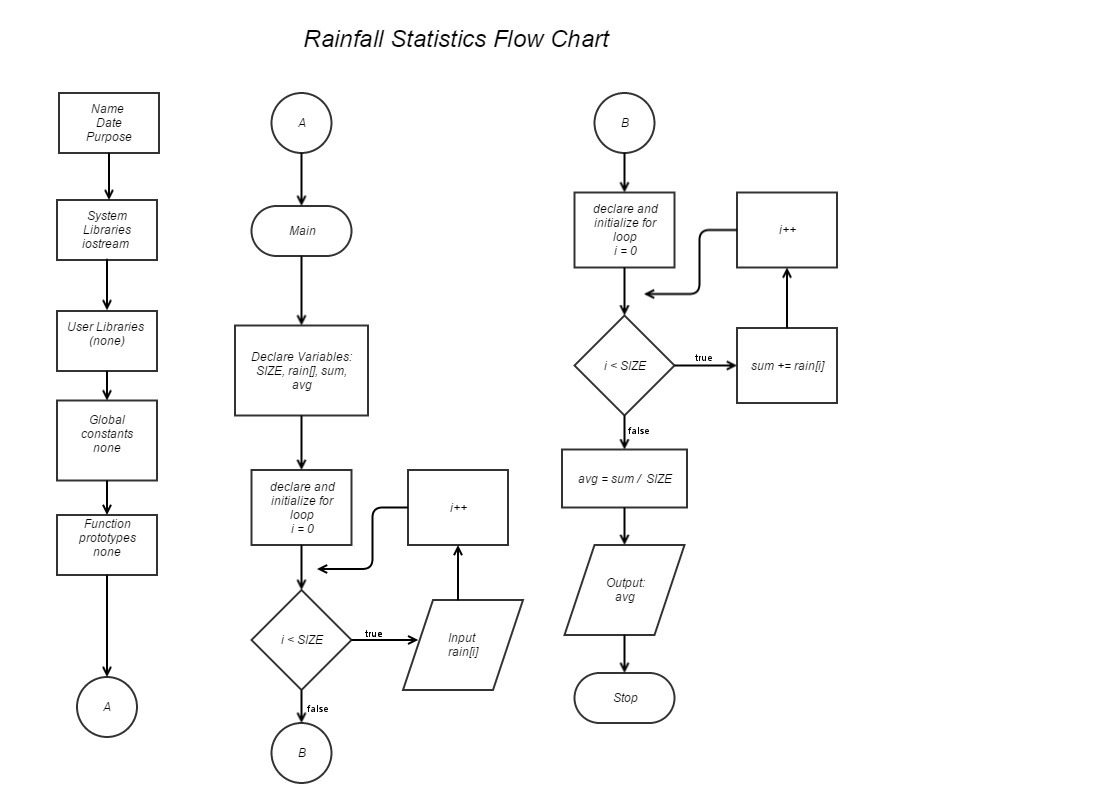 Rainfall Statistics Flow Chart
Name
Date
Purpose
System
Libraries
iostream
User Libraries
(none)
Global
constants
none
Function
prototypes
none
A
A
Main
Declare Variables:
SIZE, rain[], sum,
avg
declare and
initialize for
loop
i = 0
i++
i < SIZE
true
Input
rain[i]
false
B
B
declare and
initialize for
loop
i = 0
i++
i < SIZE
true
sum += rain[i]
false
avg = sum / SIZE
Output:
avg
Stop